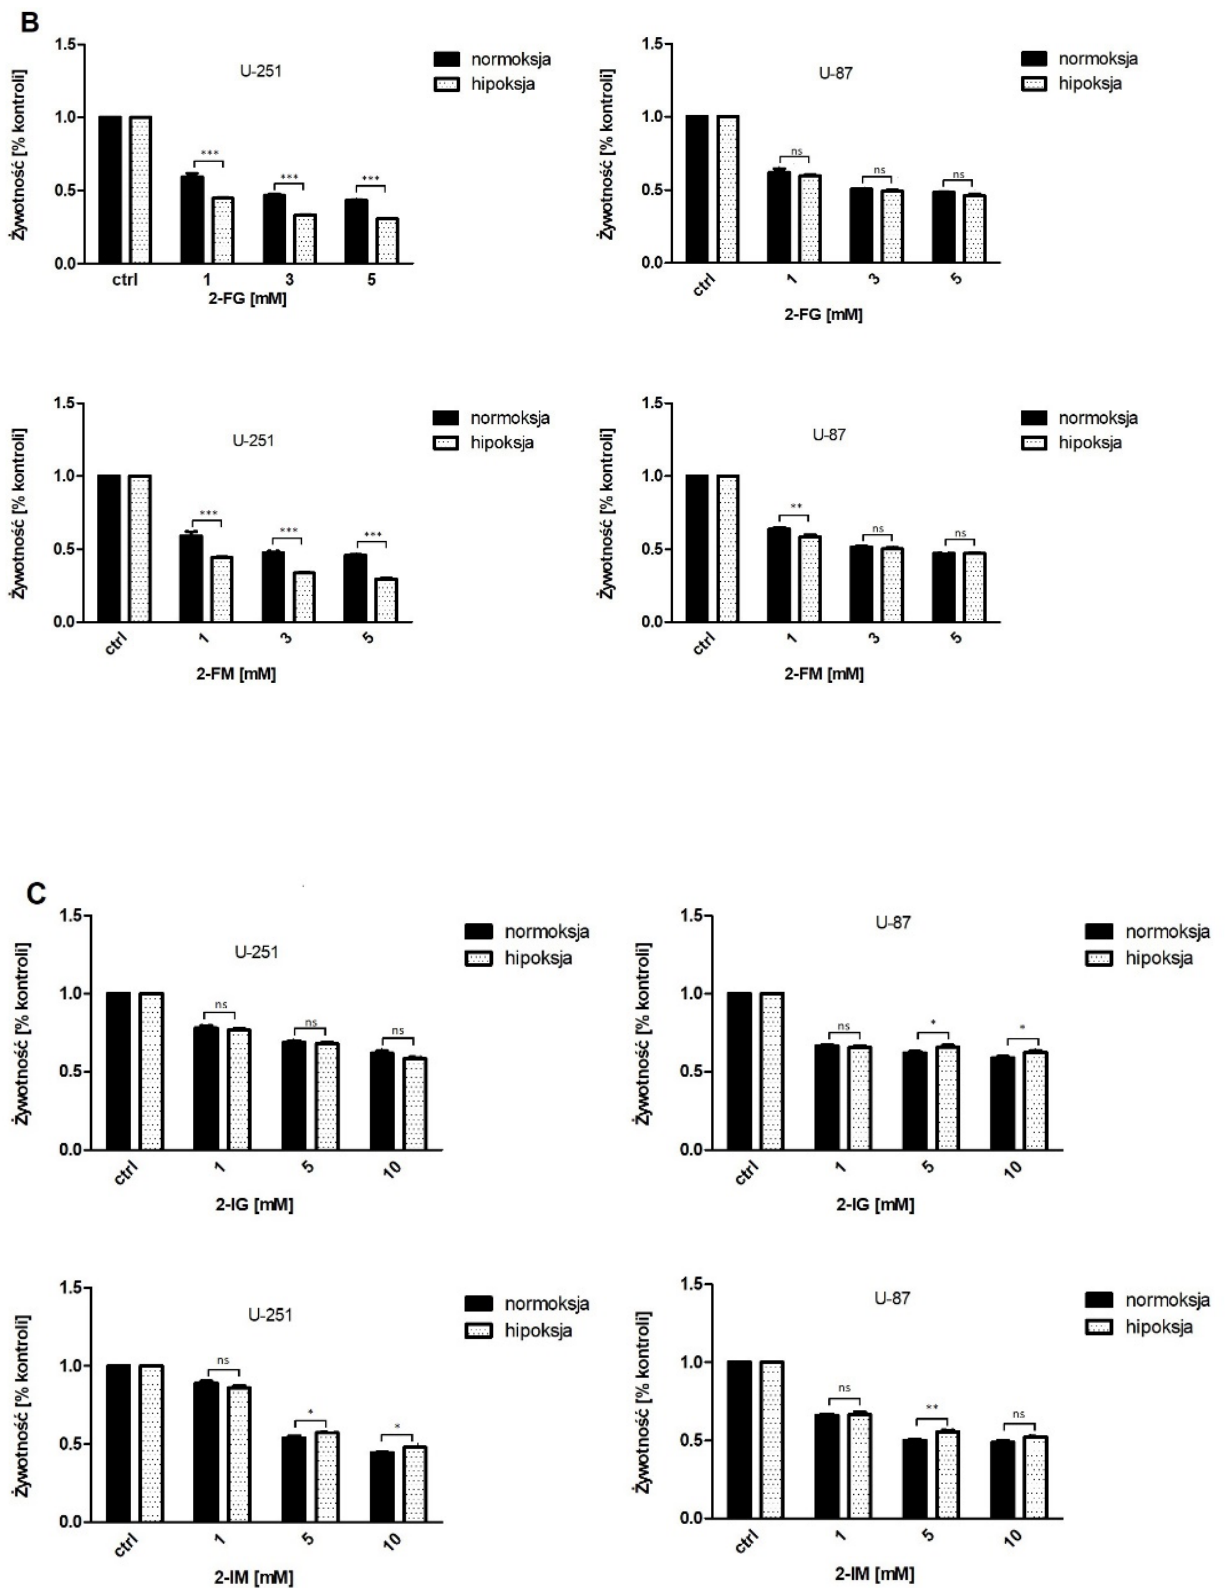 B
1.5
1.0
0.5
0.0
Żywotność [% kontroli]
U-251
normoksja
hipoksja
***
***
***
ctrl
1
3
5
2-FG [mM]
1.5
1.0
0.5
0.0
Żywotność [% kontroli]
U-87
normoksja
hipoksja
ns
ns
ns
ctrl
1
3
5
2-FG [mM]
1.5
1.0
0.5
0.0
Żywotność [% kontroli]
U-251
normoksja
hipoksja
***
***
***
ctrl
1
3
5
2-FM [mM]
1.5
1.0
0.5
0.0
Żywotność [% kontroli]
U-87
normoksja
hipoksja
**
ns
ns
ctrl
1
3
5
2-FM [mM]
C
1.5
1.0
0.5
0.0
Żywotność [% kontroli]
U-251
normoksja
hipoksja
ns
ns
ns
ctrl
1
5
10
2-IG [mM]
1.5
1.0
0.5
0.0
Żywotność [% kontroli]
U-87
normoksja
hipoksja
ns
*
*
ctrl
1
5
10
2-IG [mM]
1.5
1.0
0.5
0.0
Żywotność [% kontroli]
U-251
normoksja
hipoksja
ns
*
*
ctrl
1
5
10
2-IM [mM]
1.5
1.0
0.5
0.0
Żywotność [% kontroli]
U-87
normoksja
hipoksja
ns
**
ns
ctrl
1
5
10
2-IM [mM]